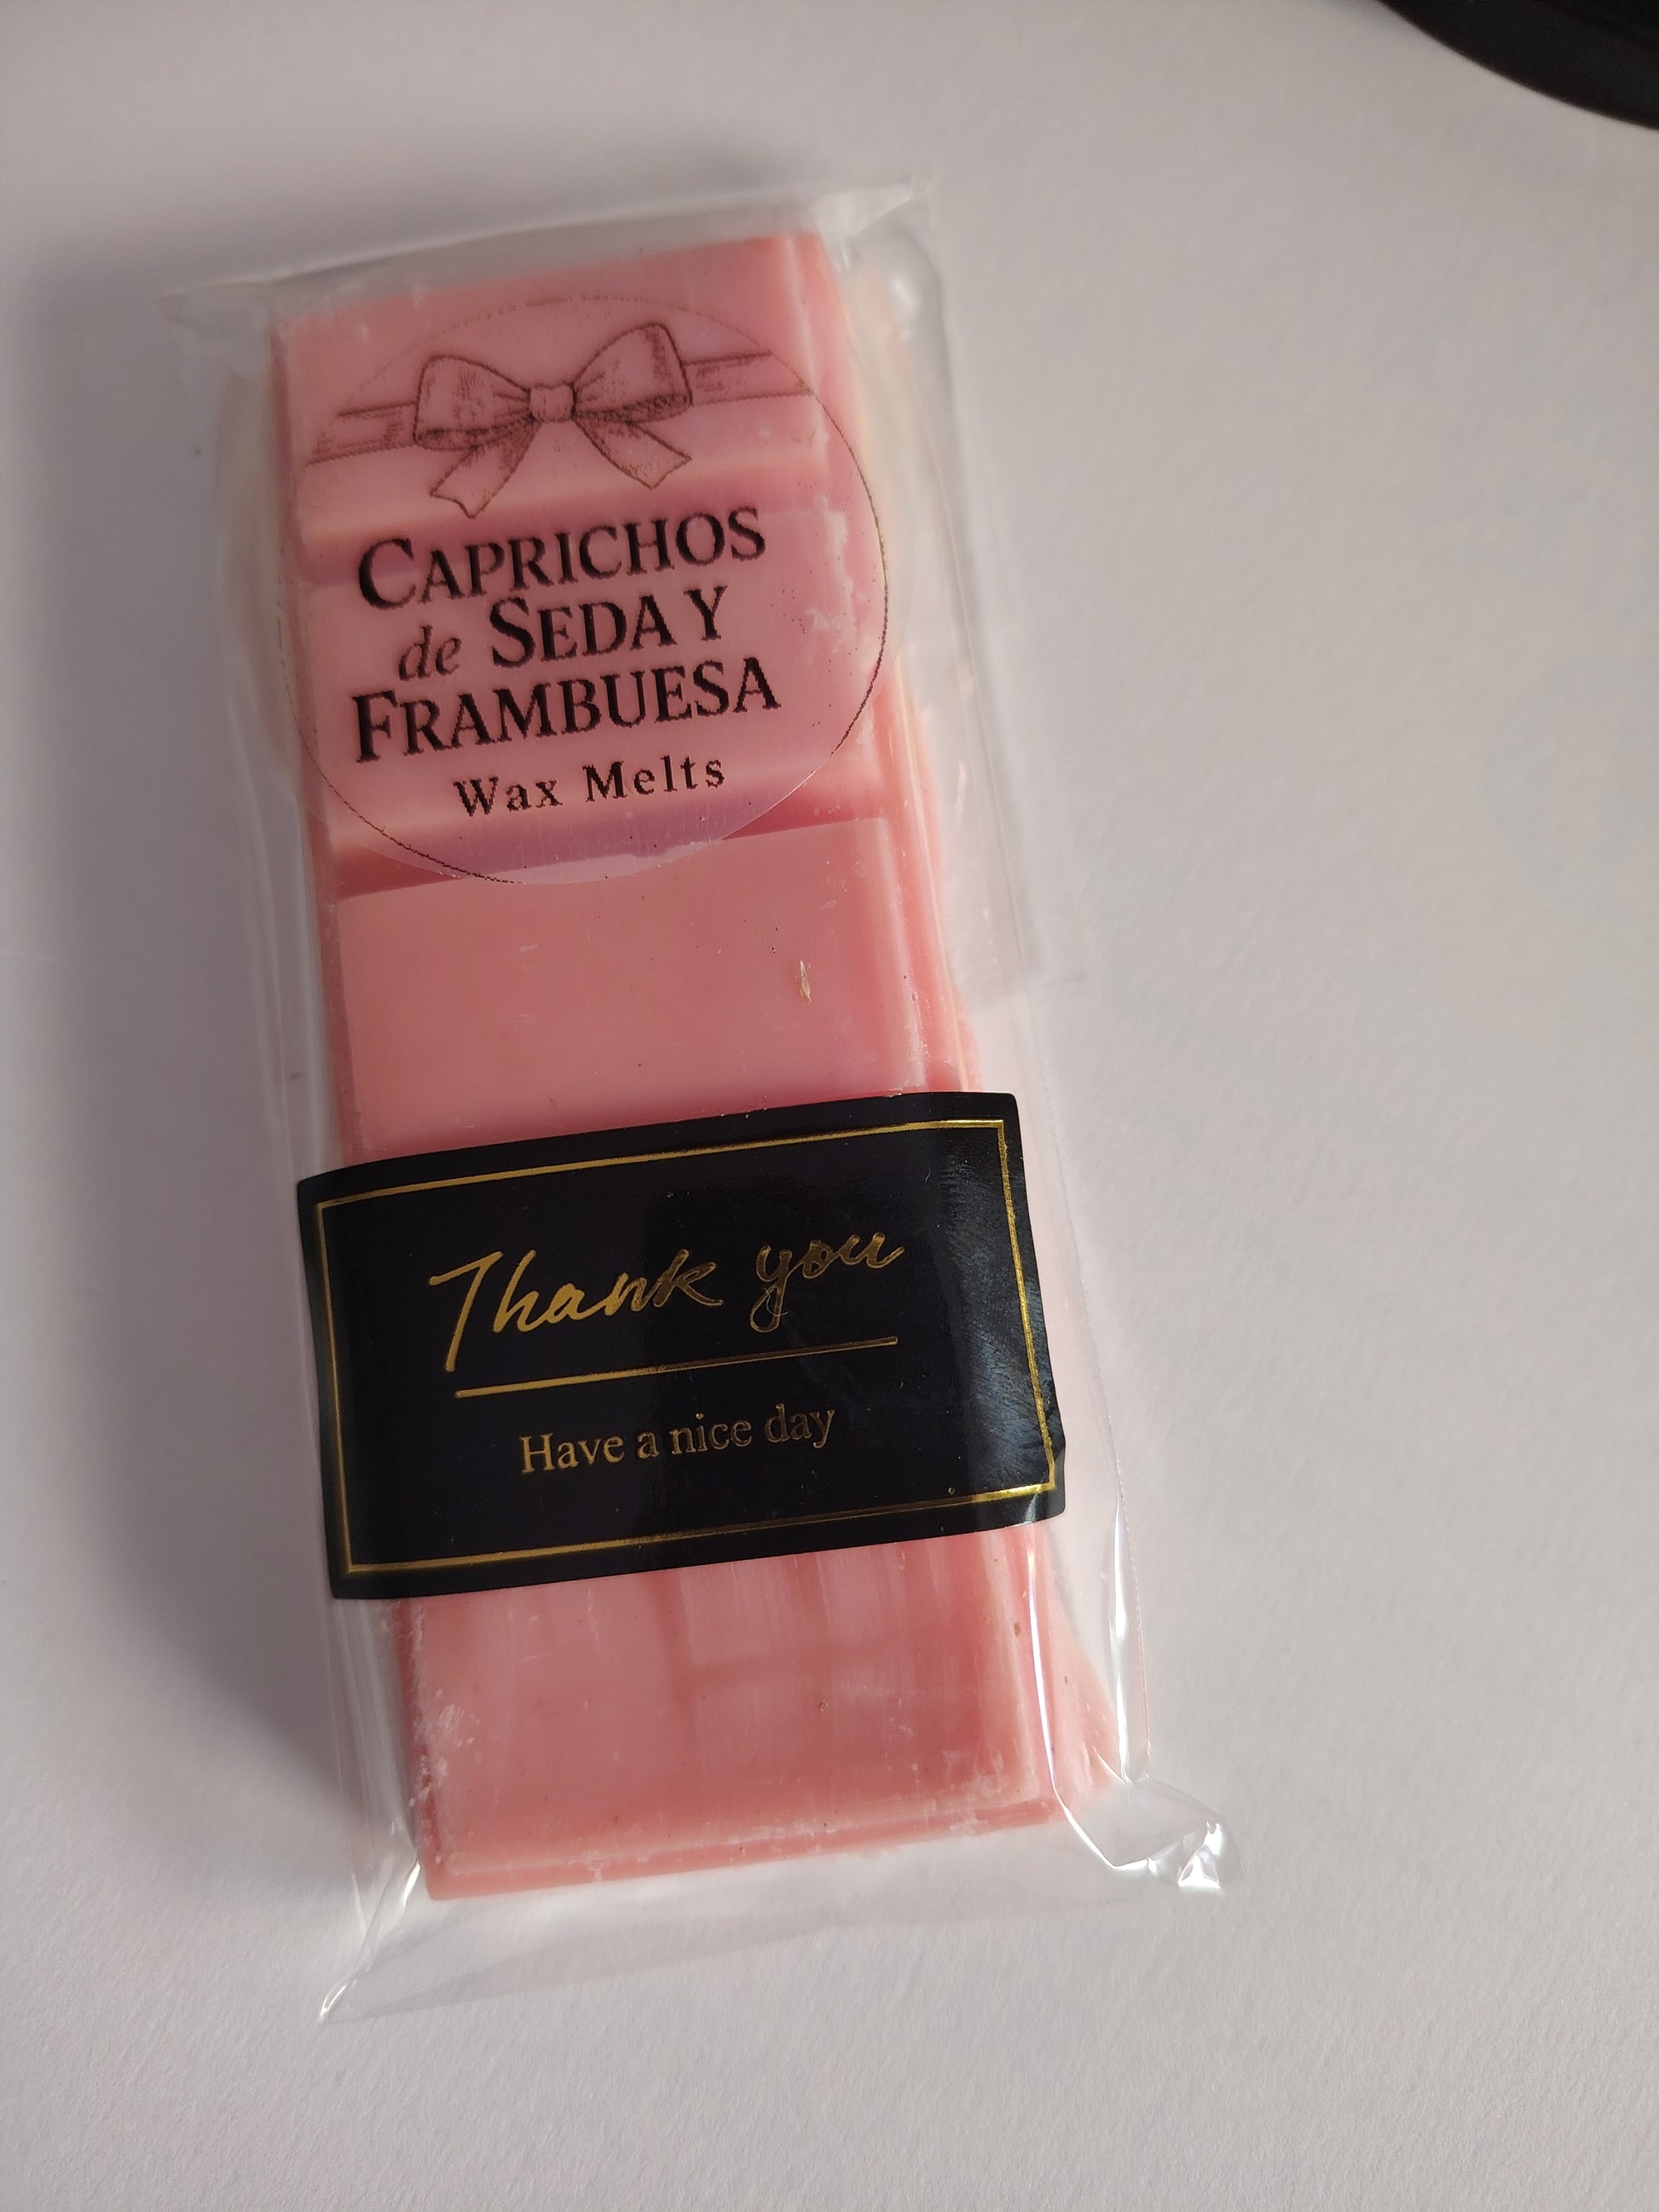 CAPRICHOS
de SEDA Y
FRAMBUESA
Wax Melts
Thank you
Have a nice day